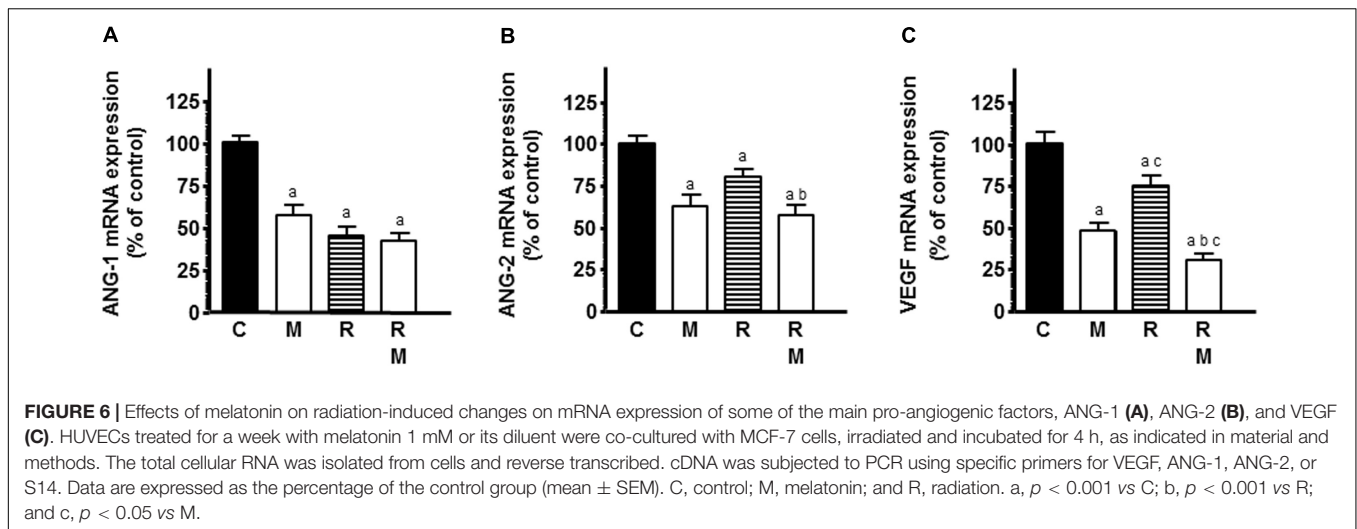 A
ANG-1 mRNA expression
(% of control)
125
100
75
50
25
0
a
a
a
C
M
R
R
M
B
ANG-2 mRNA expression
(% of control)
125
100
75
50
25
0
a
a
a b
C
M
R
R
M
C
VEGF mRNA expression
(% of control)
125
100
75
50
25
0
a
a c
a b c
C
M
R
R
M
FIGURE 6 | Effects of melatonin on radiation-induced changes on mRNA expression of some of the main pro-angiogenic factors, ANG-1 (A), ANG-2 (B), and VEGF
(C). HUVECs treated for a week with melatonin 1 mM or its diluent were co-cultured with MCF-7 cells, irradiated and incubated for 4 h, as indicated in material and
methods. The total cellular RNA was isolated from cells and reverse transcribed. cDNA was subjected to PCR using specific primers for VEGF, ANG-1, ANG-2, or
S14. Data are expressed as the percentage of the control group (mean ± SEM). C, control; M, melatonin; and R, radiation. a, p < 0.001 vs C; b, p < 0.001 vs R;
and c, p < 0.05 vs M.